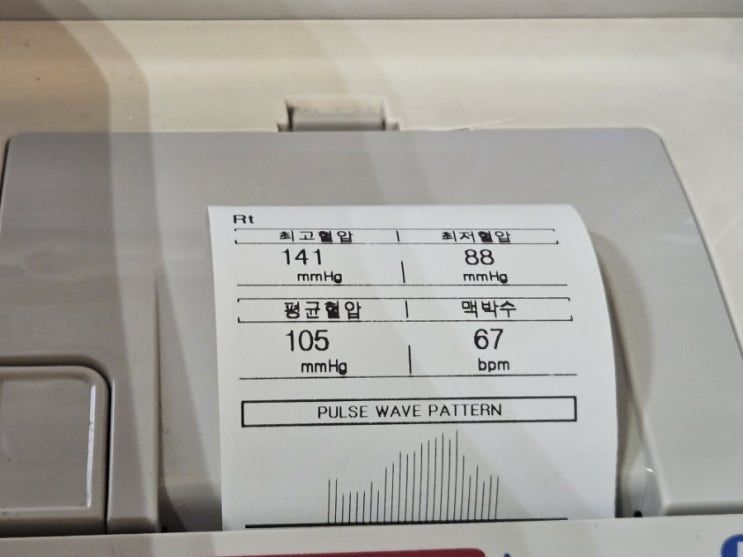 Rt
최고혈압 | 최저혈압
141 88
mmHg | mmHg
평균혈압 | 맥박수
105 67
mmHg | bpm
PULSE WAVE PATTERN